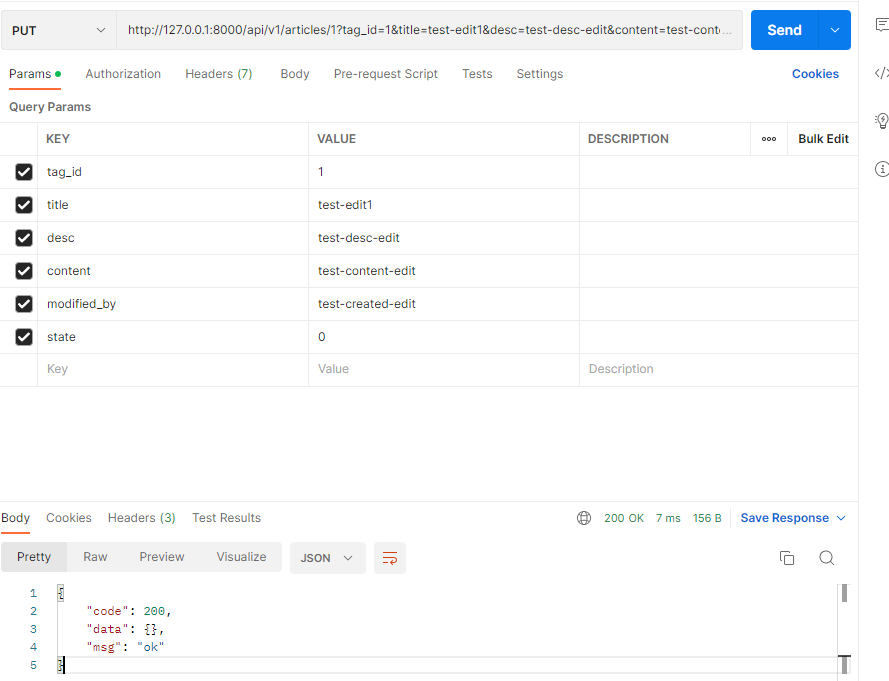 PUT http://127.0.0.1:8000/api/v1/articles/1?tag_id=1&title=test-edit1&desc=test-desc-edit&content=test-cont… Send
Params Authorization Headers (7) Body Pre-request Script Tests Settings Cookies
Query Params
KEY VALUE DESCRIPTION Bulk Edit
tag_id 1
title test-edit1
desc test-desc-edit
content test-content-edit
modified_by test-created-edit
state 0
Key Value Description
Body Cookies Headers (3) Test Results 200 OK 7 ms 156 B Save Response
Pretty Raw Preview Visualize JSON
1 {
2 "code": 200,
3 "data": {},
4 "msg": "ok"
5 }